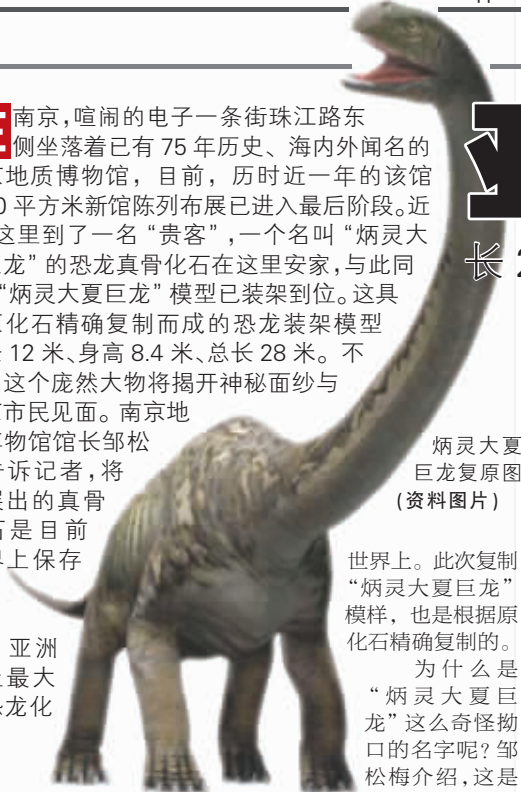 南京,喧闹的电子一条街珠江路东
侧坐落着已有 75 年历史、海内外闻名的
地质博物馆，目前，历时近一年的该馆
0 平方米新馆陈列布展已进入最后阶段。近
这里到了一名“贵客”,一个名叫“炳灵大
龙”的恐龙真骨化石在这里安家,与此同
“炳灵大夏巨龙”模型已装架到位。这具
化石精确复制而成的恐龙装架模型
12 米、身高 8.4 米、总长 28 米。不
这个庞然大物将揭开神秘面纱与
市民见面。南京地
博物馆馆长邹松
告诉记者,将
展出的真骨
石是目前
界上保存
亚洲
最大
恐龙化
长 2
炳灵大夏
巨龙复原图
(资料图片)
世界上。此次复制
“炳灵大夏巨龙”
模样，也是根据原
化石精确复制的。
为什么是
“炳灵大夏巨
龙”这么奇怪拗
口的名字呢?邹
松梅介绍,这是